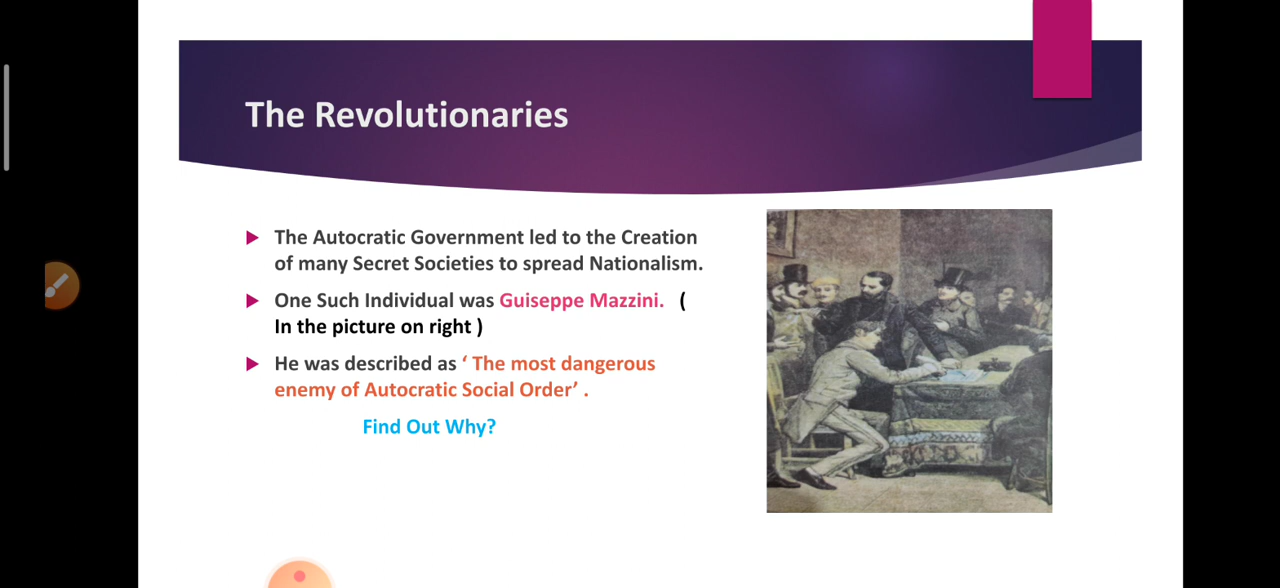 The Revolutionaries
The Autocratic Government led to the Creation
of many Secret Societies to spread Nationalism.
One Such Individual was Guiseppe Mazzini.   (
In the picture on right )
He was described as ‘ The most dangerous
enemy of Autocratic Social Order’ .
Find Out Why?